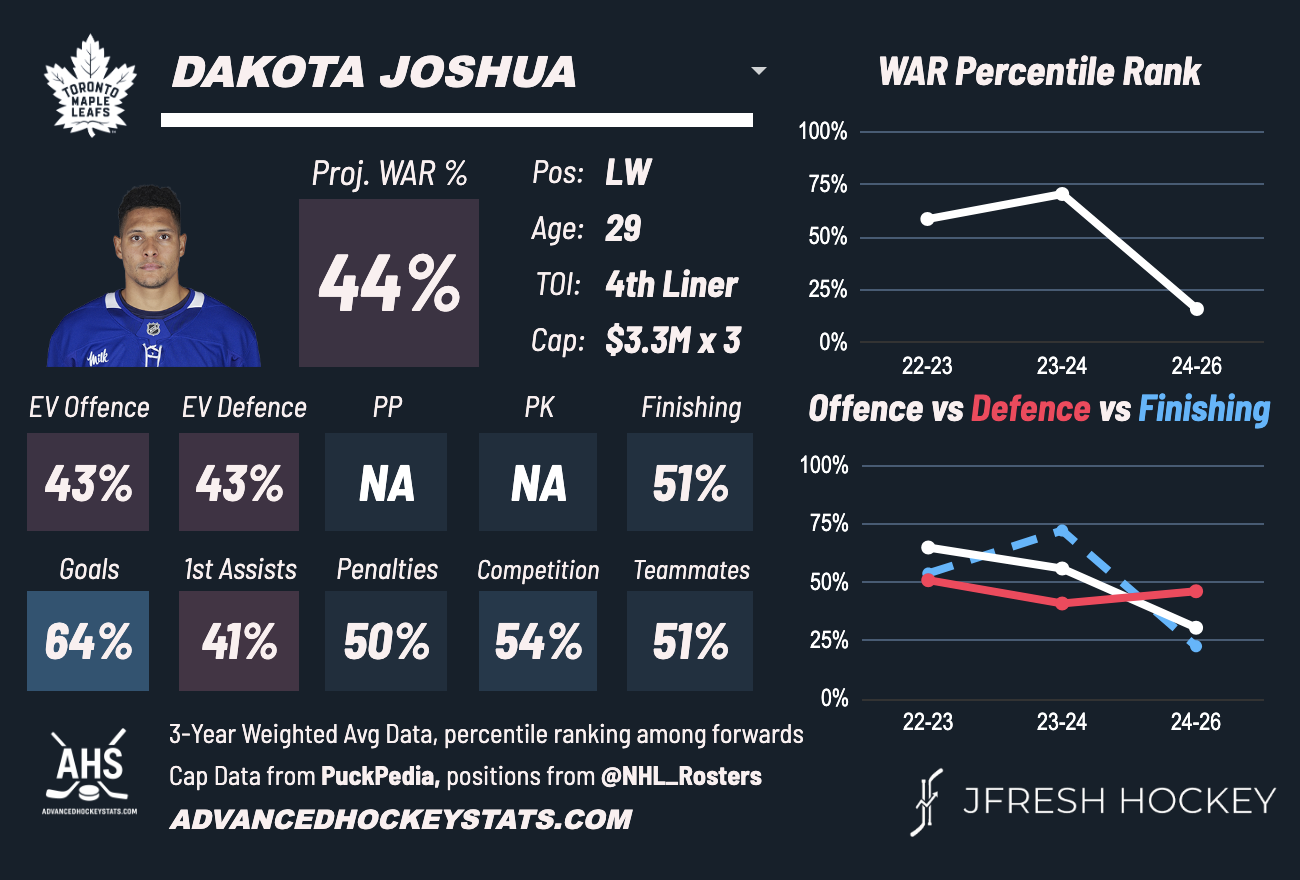 TORONTO
MAPLE
LEAFS
DAKOTA JOSHUA
Proj. WAR %
44%
Pos: LW
Age: 29
TOI: 4th Liner
Cap: $3.3M x 3
Milk
EV Offence EV Defence PP PK Finishing
43% 43% NA NA 51%
Goals 1st Assists Penalties Competition Teammates
64% 41% 50% 54% 51%
WAR Percentile Rank
100%
75%
50%
25%
0%
22-23 23-24 24-26
Offence vs Defence vs Finishing
100%
75%
50%
25%
0%
22-23 23-24 24-26
AHS
ADVANCEDHOCKEYSTATS.COM
3-Year Weighted Avg Data, percentile ranking among forwards
Cap Data from PuckPedia, positions from @NHL_Rosters
ADVANCEDHOCKEYSTATS.COM
JFRESH HOCKEY